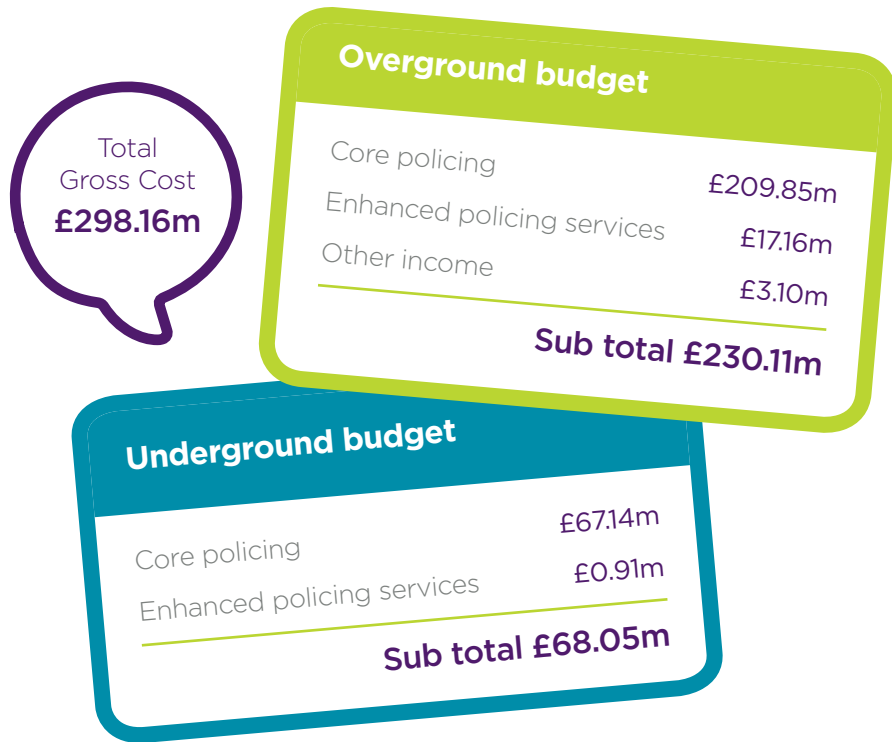 Total
Gross Cost
£298.16m
Overground budget
Core policing £209.85m
Enhanced policing services £17.16m
Other income £3.10m
Sub total £230.11m
Underground budget
Core policing £67.14m
Enhanced policing services £0.91m
Sub total £68.05m